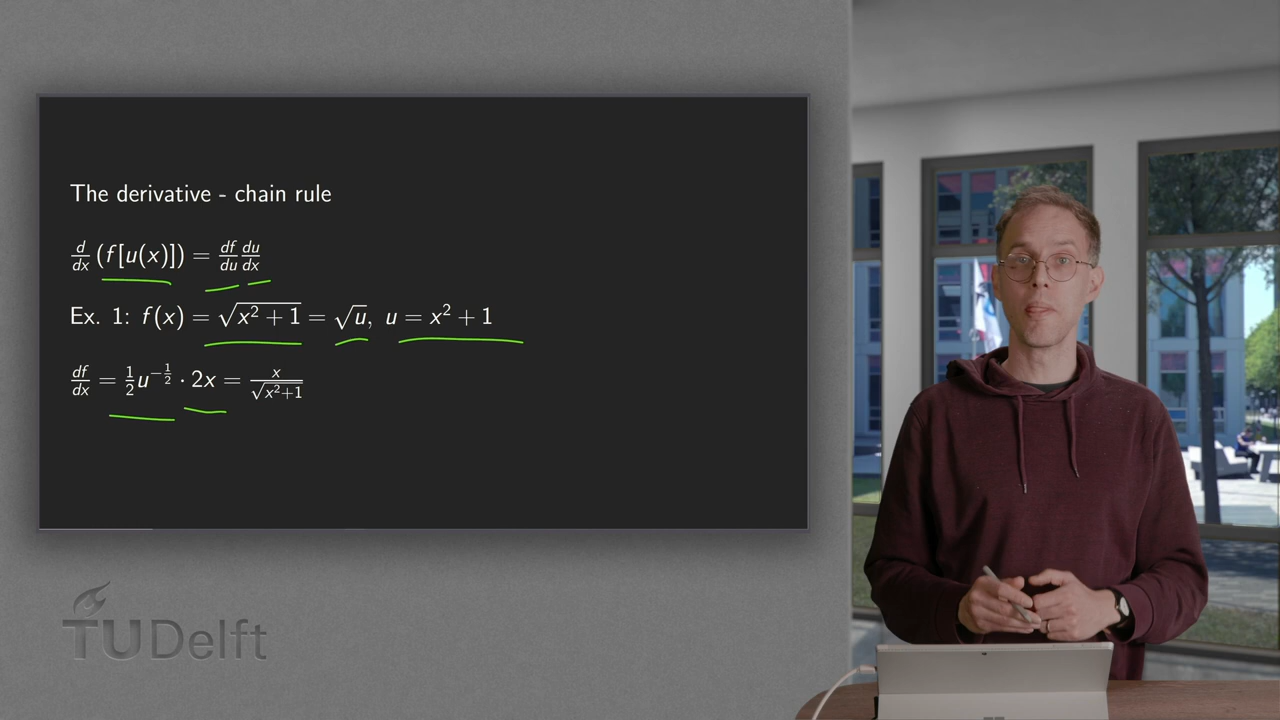 The derivative - chain rule
d/dx (f[u(x)]) = df/du du/dx
Ex. 1: f(x) = √(x² + 1) = √u, u = x² + 1
df/dx = 1/2 u^(-1/2) · 2x = x/√(x²+1)
TUDelft